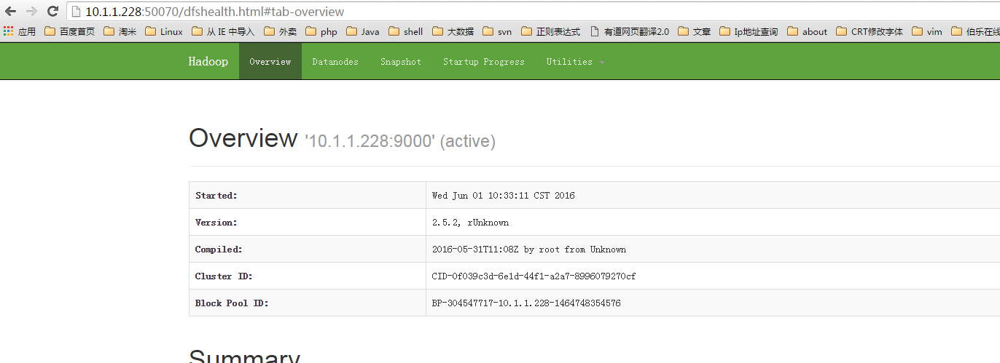 10.1.1.228:50070/dfshealth.html#tab-overview
应用 百度首页 淘米 Linux 从 IE 中导入 外卖 php Java shell 大数据 svn 正则表达式 有道网页翻译2.0 文章 Ip地址查询 about CRT修改字体 vim 伯乐在线
Hadoop Overview Datanodes Snapshot Startup Progress Utilities
Overview '10.1.1.228:9000' (active)
Started: Wed Jun 01 10:33:11 CST 2016
Version: 2.5.2, rUnknown
Compiled: 2016-05-31T11:08Z by root from Unknown
Cluster ID: CID-0f039c3d-6e1d-44f1-a2a7-8996079270cf
Block Pool ID: BP-304547717-10.1.1.228-1464748354576
Summary